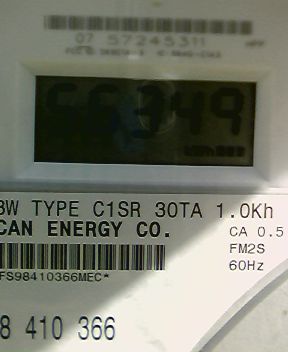 07 57245311
66349
3W TYPE C1SR 30TA 1.0Kh
CAN ENERGY CO.
CA 0.5
FM2S
60Hz
FS98410366MEC*
8 410 366